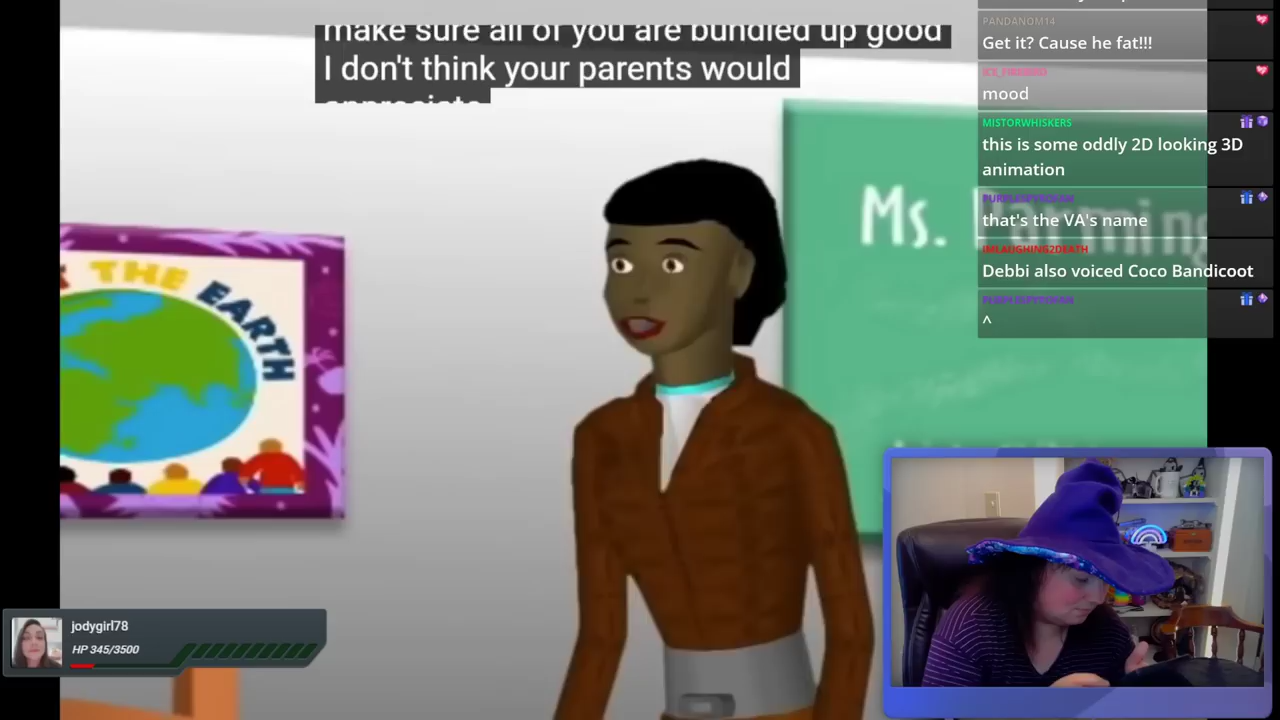 make sure all of you are bundled up good
I don't think your parents would
appreciate
THE
EARTH
Ms.
PANDANOM14
Get it? Cause he fat!!!
mood
MISTORWHISKERS
this is some oddly 2D looking 3D
animation
that's the VA's name
IMLAUGHING2DEATH
Debbi also voiced Coco Bandicoot
^
jodygirl78
HP 345/3500